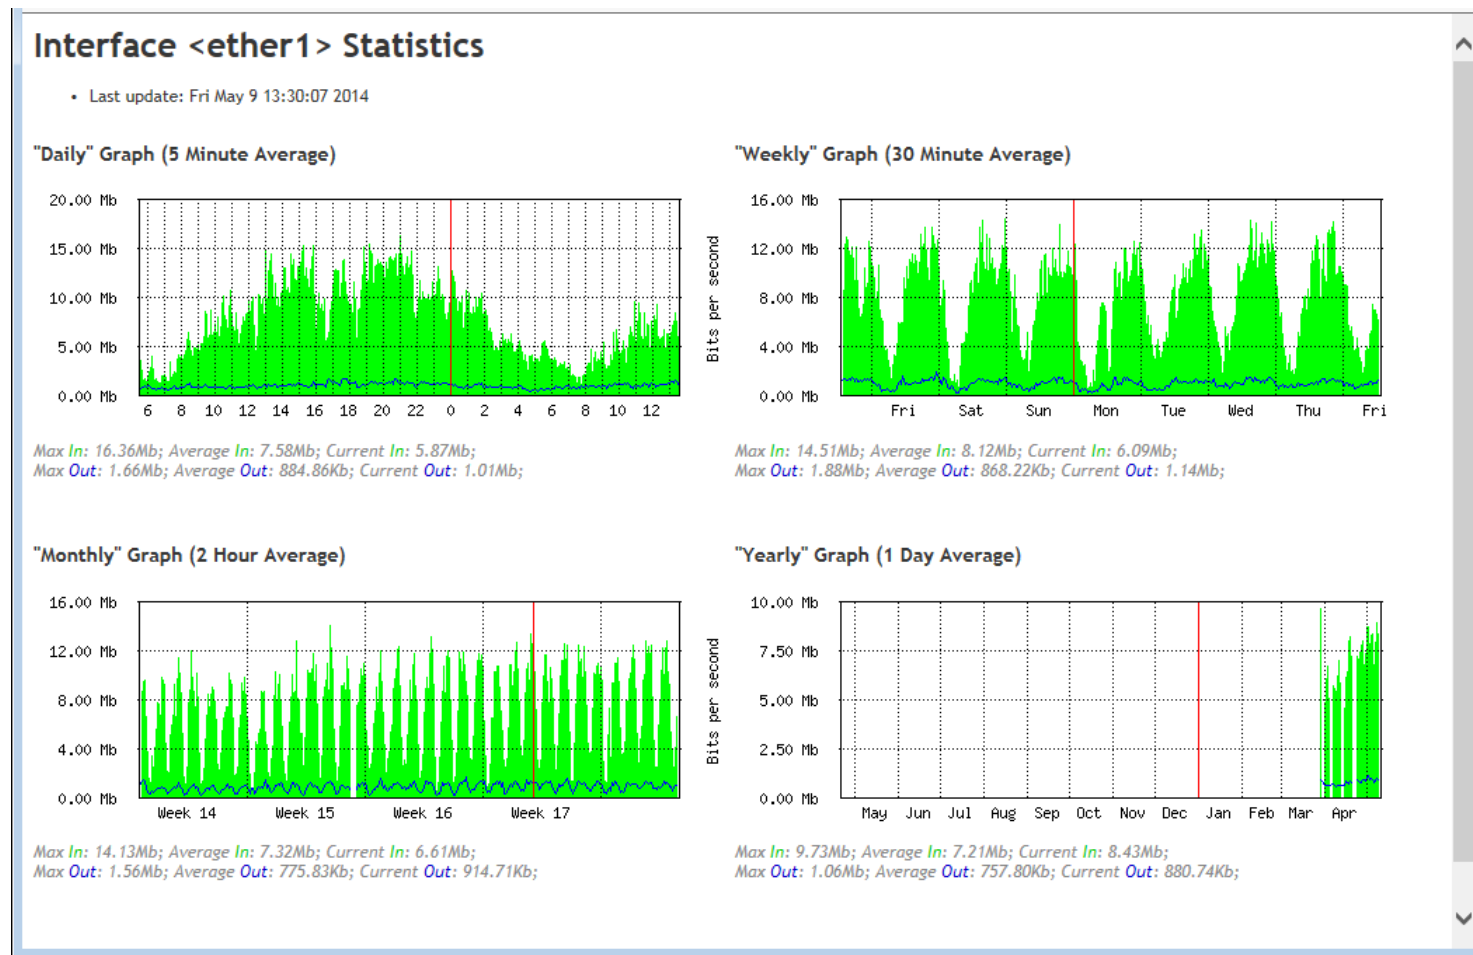 Interface <ether1> Statistics
• Last update: Fri May 9 13:30:07 2014
"Daily" Graph (5 Minute Average)
20.00 Mb
15.00 Mb
10.00 Mb
5.00 Mb
0.00 Mb
6 8 10 12 14 16 18 20 22 0 2 4 6 8 10 12
Max In: 16.36Mb; Average In: 7.58Mb; Current In: 5.87Mb;
Max Out: 1.66Mb; Average Out: 884.86Kb; Current Out: 1.01Mb;
"Weekly" Graph (30 Minute Average)
Bits per second
16.00 Mb
12.00 Mb
8.00 Mb
4.00 Mb
0.00 Mb
Fri Sat Sun Mon Tue Wed Thu Fri
Max In: 14.51Mb; Average In: 8.12Mb; Current In: 6.09Mb;
Max Out: 1.88Mb; Average Out: 868.22Kb; Current Out: 1.14Mb;
"Monthly" Graph (2 Hour Average)
16.00 Mb
12.00 Mb
8.00 Mb
4.00 Mb
0.00 Mb
Week 14 Week 15 Week 16 Week 17
Max In: 14.13Mb; Average In: 7.32Mb; Current In: 6.61Mb;
Max Out: 1.56Mb; Average Out: 775.83Kb; Current Out: 914.71Kb;
"Yearly" Graph (1 Day Average)
Bits per second
10.00 Mb
7.50 Mb
5.00 Mb
2.50 Mb
0.00 Mb
May Jun Jul Aug Sep Oct Nov Dec Jan Feb Mar Apr
Max In: 9.73Mb; Average In: 7.21Mb; Current In: 8.43Mb;
Max Out: 1.06Mb; Average Out: 757.80Kb; Current Out: 880.74Kb;